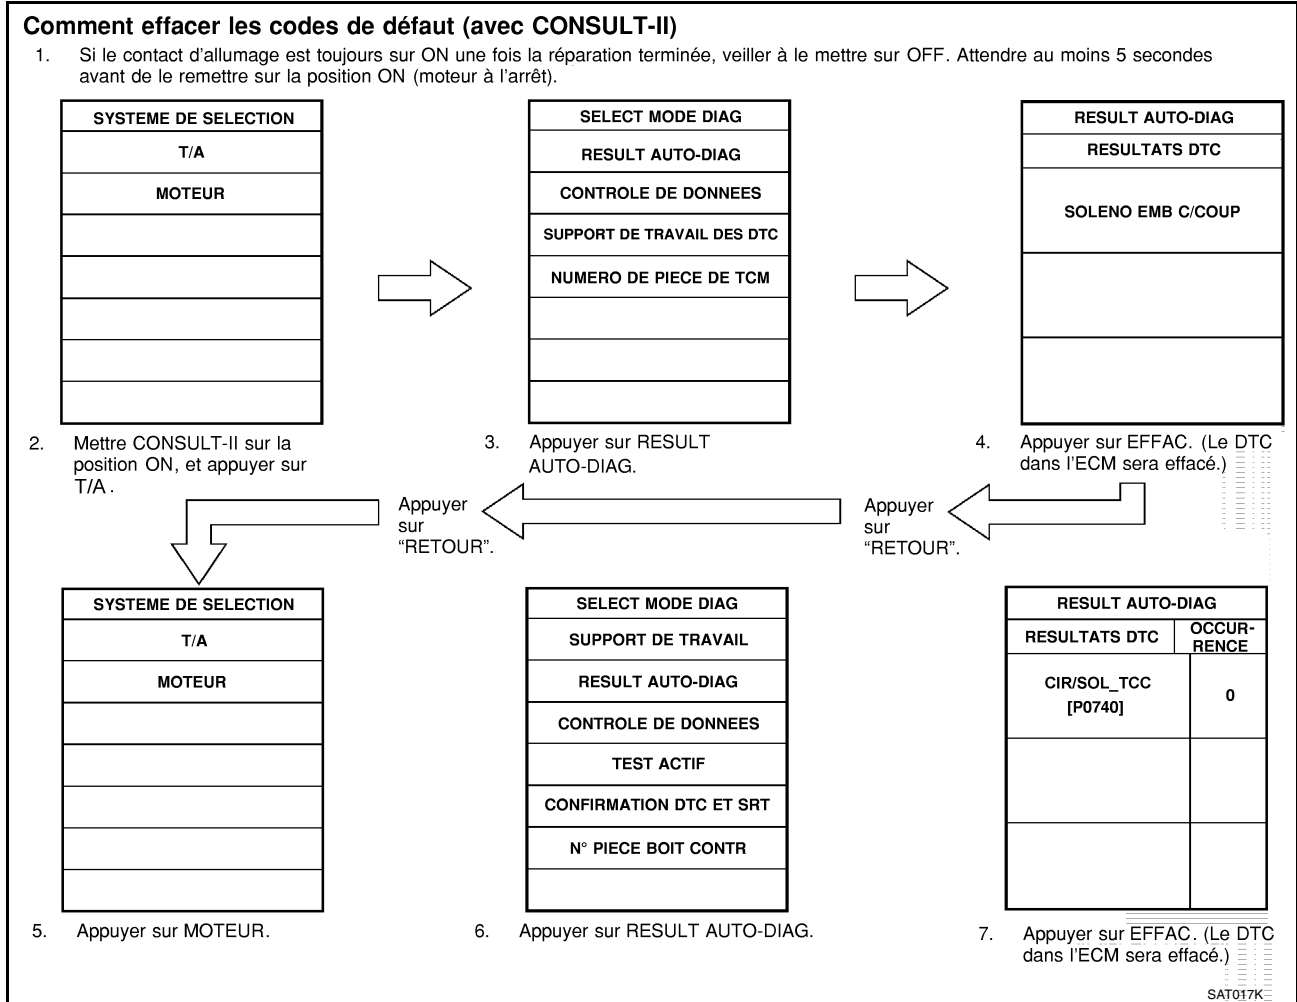 Comment effacer les codes de défaut (avec CONSULT-II)
1. Si le contact d'allumage est toujours sur ON une fois la réparation terminée, veiller à le mettre sur OFF. Attendre au moins 5 secondes
avant de le remettre sur la position ON (moteur à l'arrêt).
SYSTEME DE SELECTION
T/A
MOTEUR
SELECT MODE DIAG
RESULT AUTO-DIAG
CONTROLE DE DONNEES
SUPPORT DE TRAVAIL DES DTC
NUMERO DE PIECE DE TCM
RESULT AUTO-DIAG
RESULTATS DTC
SOLENO EMB C/COUP
2. Mettre CONSULT-II sur la
position ON, et appuyer sur
T/A .
3. Appuyer sur RESULT
AUTO-DIAG.
4. Appuyer sur EFFAC. (Le DTC
dans l'ECM sera effacé.)
Appuyer
sur
“RETOUR”.
Appuyer
sur
“RETOUR”.
SYSTEME DE SELECTION
T/A
MOTEUR
SELECT MODE DIAG
SUPPORT DE TRAVAIL
RESULT AUTO-DIAG
CONTROLE DE DONNEES
TEST ACTIF
CONFIRMATION DTC ET SRT
N° PIECE BOIT CONTR
RESULT AUTO-DIAG
RESULTATS DTC
OCCUR-
RENCE
CIR/SOL_TCC
[P0740]
0
5. Appuyer sur MOTEUR.
6. Appuyer sur RESULT AUTO-DIAG.
7. Appuyer sur EFFAC. (Le DTC
dans l'ECM sera effacé.)
SAT017K